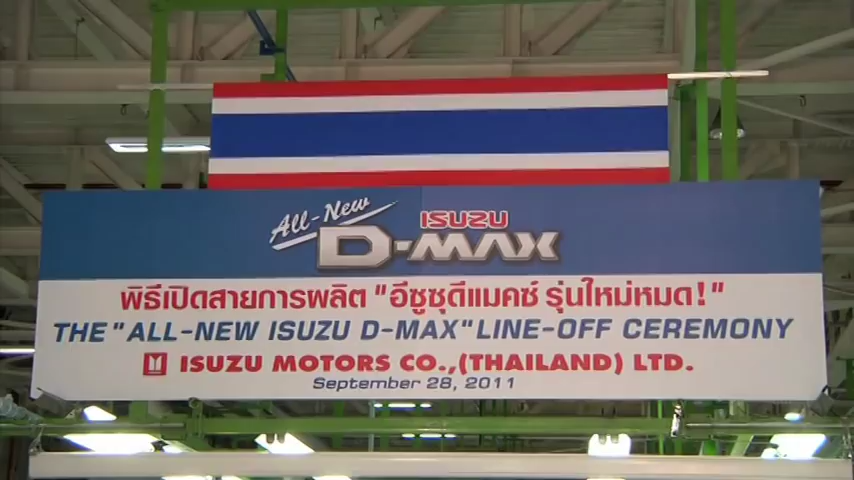 All-New
ISUZU
D-MAX
พิธีเปิดสายการผลิต "อีซูซุดีแมคซ์ รุ่นใหม่หมด!"
THE "ALL-NEW ISUZU D-MAX" LINE-OFF CEREMONY
ISUZU MOTORS CO.,(THAILAND) LTD.
September 28, 2011